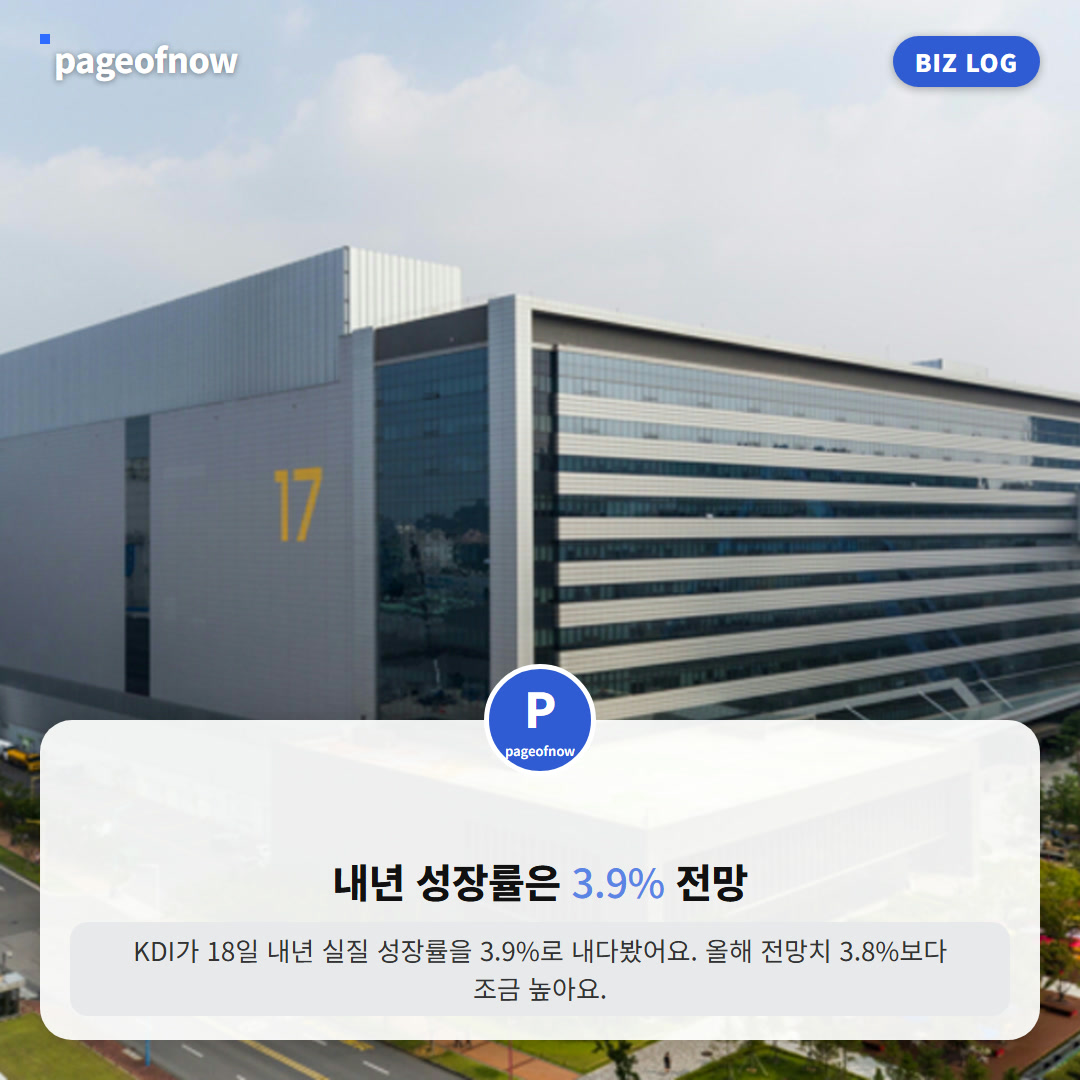 pageofnow
BIZ LOG
17
P
pageofnow
내년 성장률은 3.9% 전망
KDI가 18일 내년 실질 성장률을 3.9%로 내다봤어요. 올해 전망치 3.8%보다
조금 높아요.